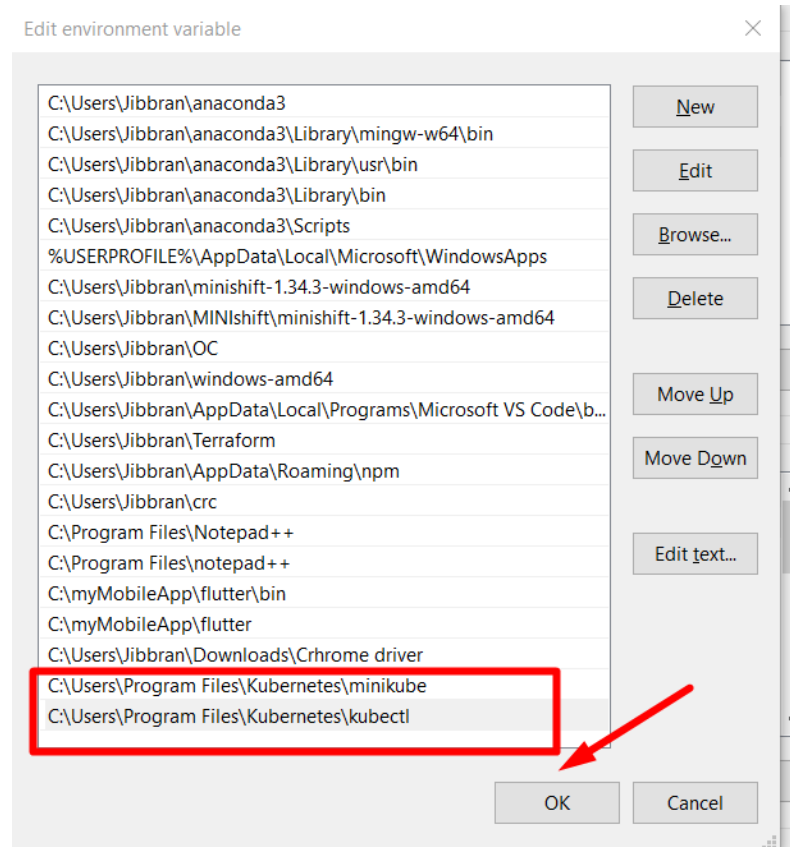 Edit environment variable
C:\Users\Jibbran\anaconda3
C:\Users\Jibbran\anaconda3\Library\mingw-w64\bin
C:\Users\Jibbran\anaconda3\Library\usr\bin
C:\Users\Jibbran\anaconda3\Library\bin
C:\Users\Jibbran\anaconda3\Scripts
%USERPROFILE%\AppData\Local\Microsoft\WindowsApps
C:\Users\Jibbran\minishift-1.34.3-windows-amd64
C:\Users\Jibbran\MINIshift\minishift-1.34.3-windows-amd64
C:\Users\Jibbran\OC
C:\Users\Jibbran\windows-amd64
C:\Users\Jibbran\AppData\Local\Programs\Microsoft VS Code\b...
C:\Users\Jibbran\Terraform
C:\Users\Jibbran\AppData\Roaming\npm
C:\Users\Jibbran\crc
C:\Program Files\Notepad++
C:\Program Files\notepad++
C:\myMobileApp\flutter\bin
C:\myMobileApp\flutter
C:\Users\Jibbran\Downloads\Crhrome driver
C:\Users\Program Files\Kubernetes\minikube
C:\Users\Program Files\Kubernetes\kubectl
New
Edit
Browse...
Delete
Move Up
Move Down
Edit text...
OK
Cancel